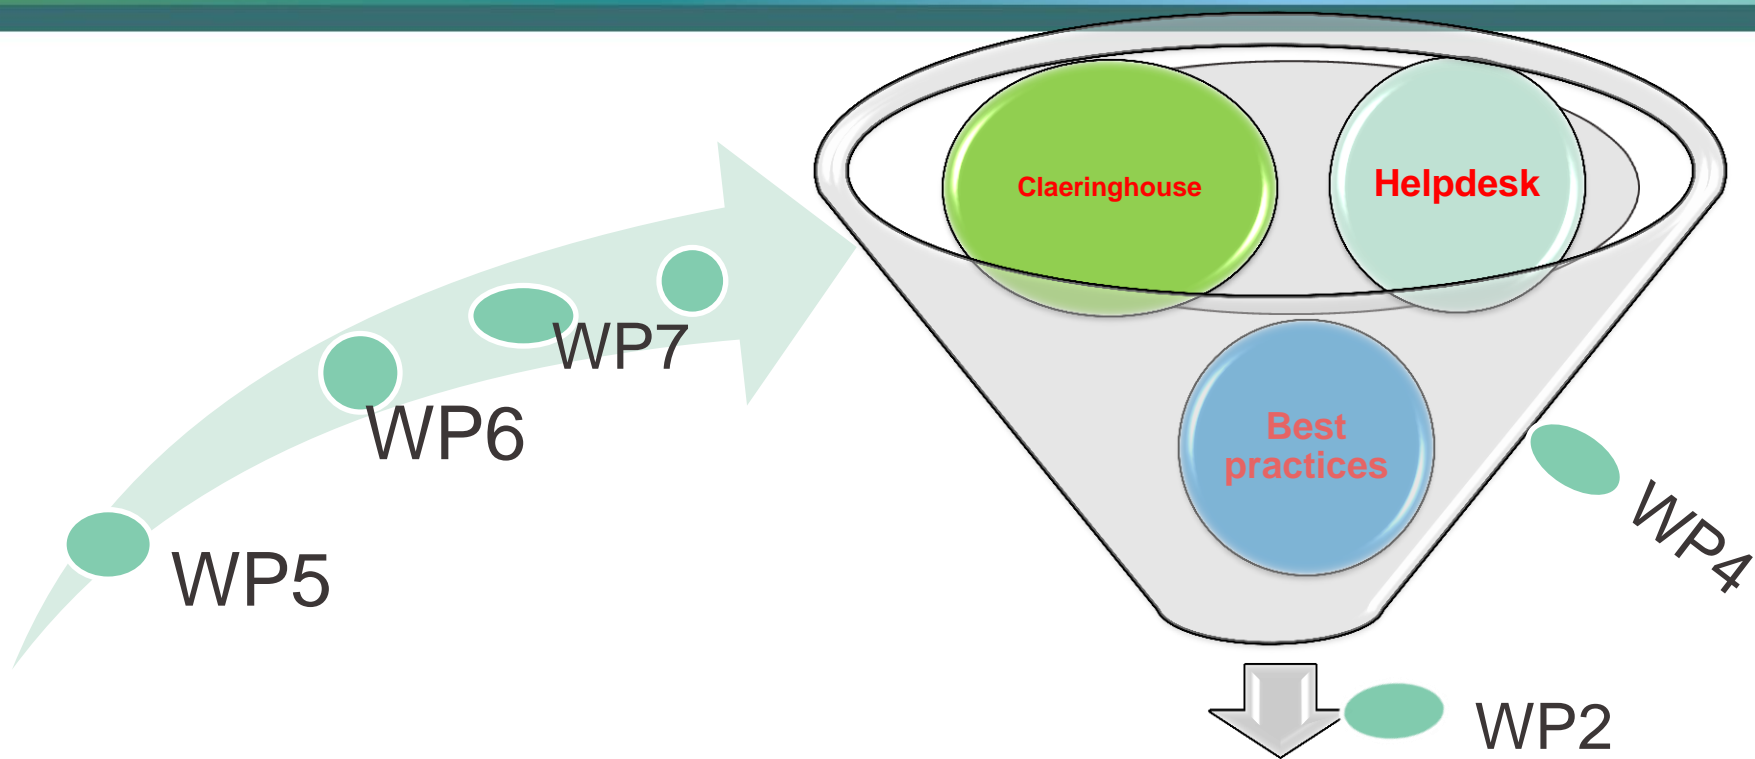 Claeringhouse
Helpdesk
WP7
WP6
Best
practices
WP5
WP4
WP2